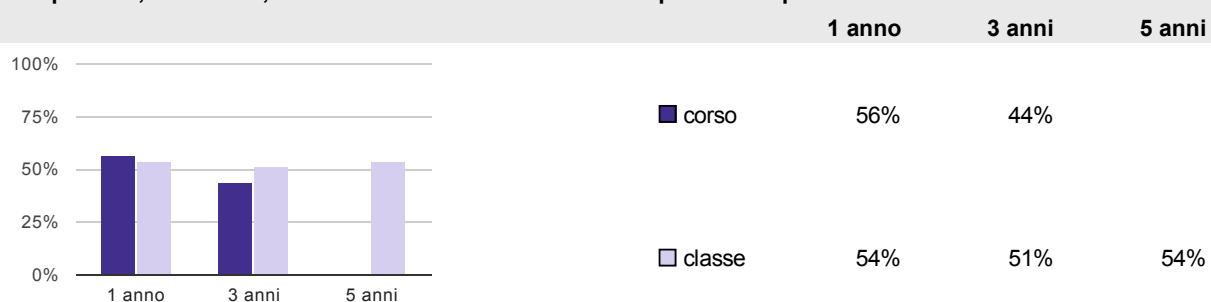 1 anno 3 anni 5 anni
100%
75%
50%
25%
0%
1 anno 3 anni 5 anni
corso 56% 44%
classe 54% 51% 54%